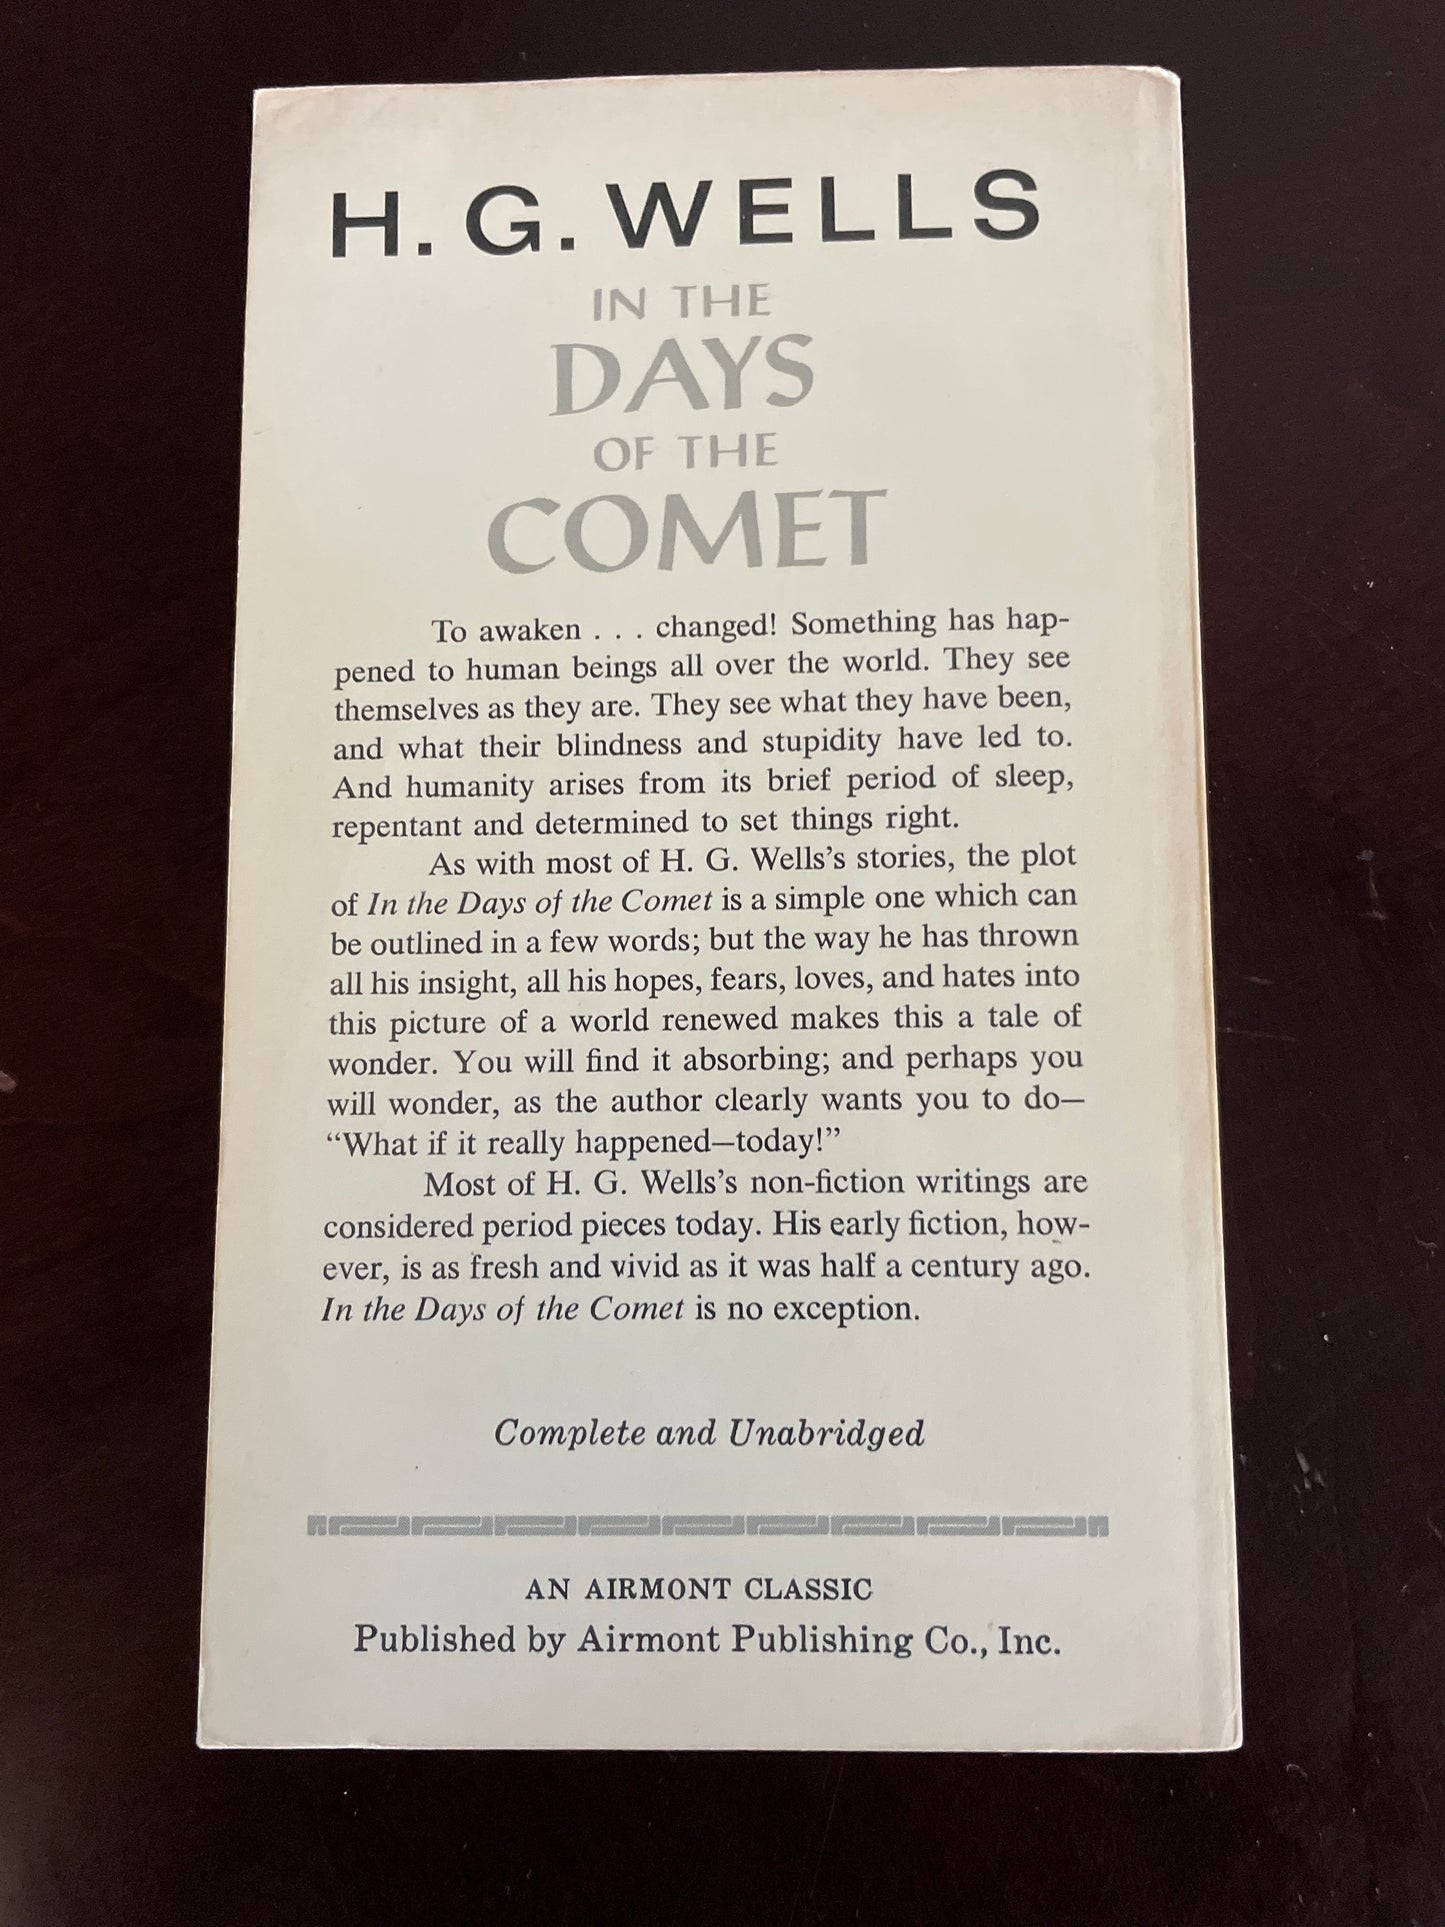 H. G. WELLS
IN THE
DAYS
OF THE
COMET
To awaken . . . changed! Something has hap-
pened to human beings all over the world. They see
themselves as they are. They see what they have been,
and what their blindness and stupidity have led to.
And humanity arises from its brief period of sleep,
repentant and determined to set things right.
As with most of H. G. Wells's stories, the plot
of In the Days of the Comet is a simple one which can
be outlined in a few words; but the way he has thrown
all his insight, all his hopes, fears, loves, and hates into
this picture of a world renewed makes this a tale of
wonder. You will find it absorbing; and perhaps you
will wonder, as the author clearly wants you to do—
“What if it really happened—today!”
Most of H. G. Wells's non-fiction writings are
considered period pieces today. His early fiction, how-
ever, is as fresh and vivid as it was half a century ago.
In the Days of the Comet is no exception.
Complete and Unabridged
AN AIRMONT CLASSIC
Published by Airmont Publishing Co., Inc.